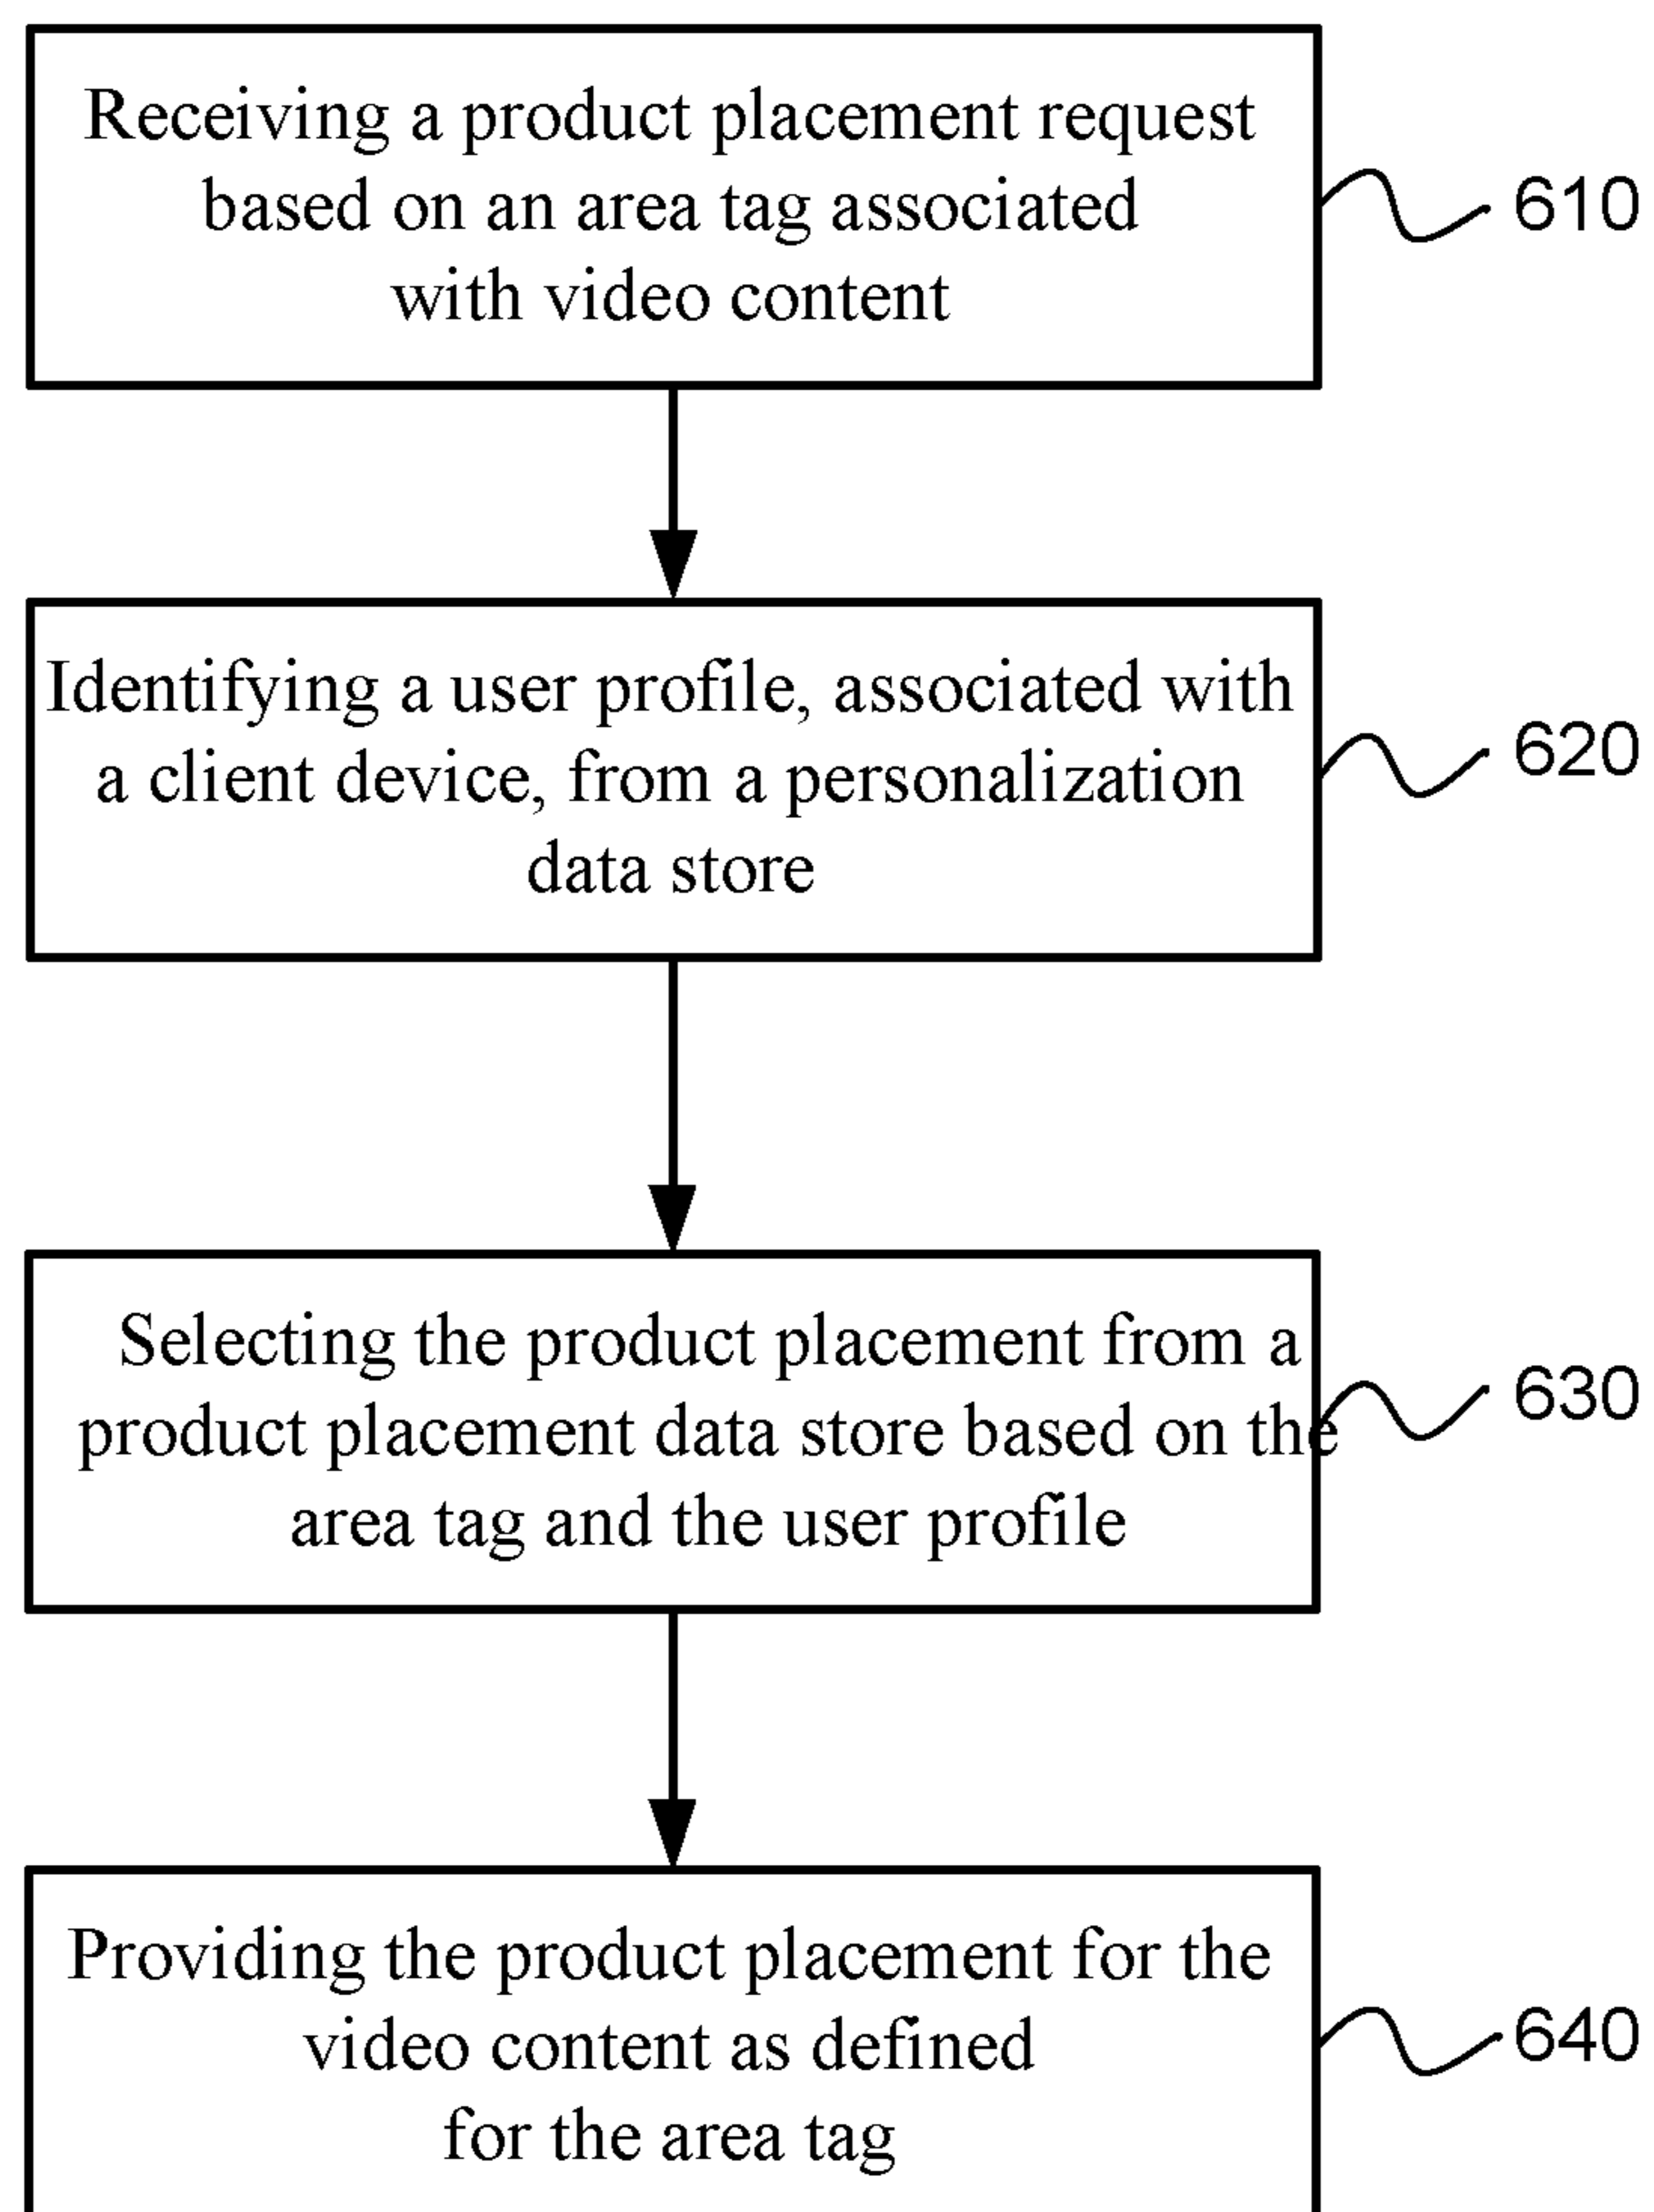 Receiving a product placement request
based on an area tag associated
with video content
610
Identifying a user profile, associated with
a client device, from a personalization
data store
620
Selecting the product placement from a
product placement data store based on the
area tag and the user profile
630
Providing the product placement for the
video content as defined
for the area tag
640